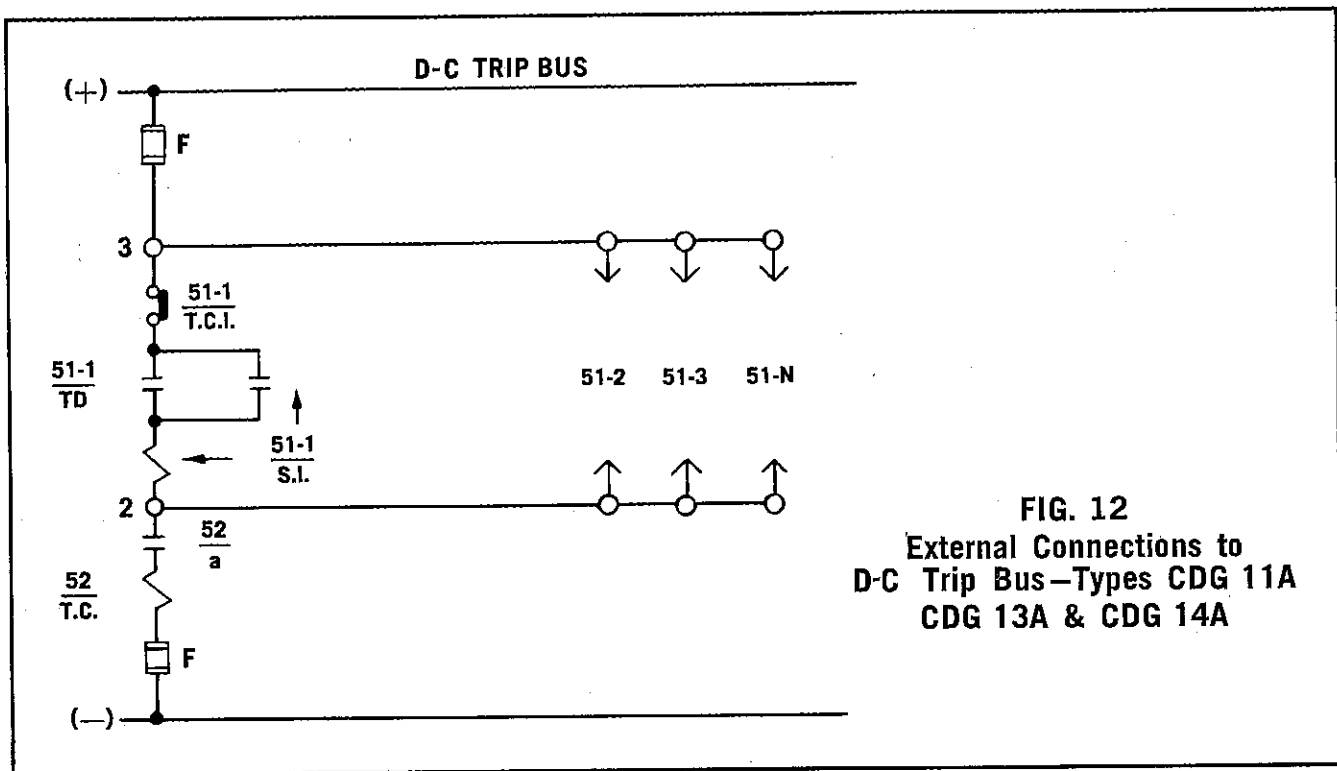 D-C TRIP BUS
(+)
F
3
51-1
T.C.I.
51-1
TD
51-2 51-3 51-N
51-1
S.I.
2
52
a
52
T.C.
F
(—)
FIG. 12
External Connections to
D-C Trip Bus—Types CDG 11A
CDG 13A & CDG 14A